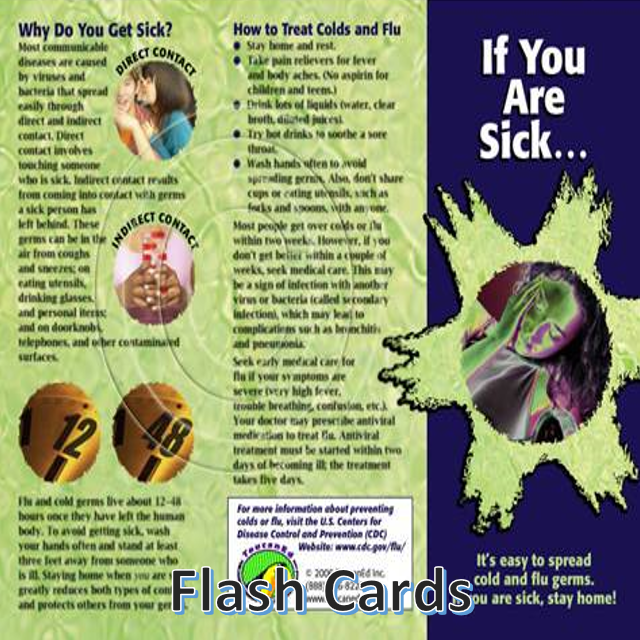 Why Do You Get Sick?
Most communicable
diseases are caused
by viruses and
bacteria that spread
easily through
direct and indirect
contact. Direct
contact involves
touching someone
who is sick. Indirect contact results
from coming into contact with germs
a sick person has
left behind. These
germs can be in the
air from coughs
and sneezes; on
eating utensils,
drinking glasses,
and personal items;
and on doorknobs,
telephones, and other contaminated
surfaces.
DIRECT CONTACT
INDIRECT CONTACT
12
48
Flu and cold germs live about 12-48
hours once they have left the human
body. To avoid getting sick, wash
your hands often and stand at least
three feet away from someone who
is ill. Staying home when you are
greatly reduces both types of
and protects others from your
How to Treat Colds and Flu
Stay home and rest.
Take pain relievers for fever
and body aches. (No aspirin for
children and teens.)
Drink lots of liquids (water, clear
broth, diluted juices).
Try hot drinks to soothe a sore
throat.
Wash hands often to avoid
spreading germs. Also, don't share
cups or eating utensils, such as
forks and spoons, with anyone.
Most people get over colds or flu
within two weeks. However, if you
don't get better within a couple of
weeks, seek medical care. This may
be a sign of infection with another
virus or bacteria (called secondary
infection), which may lead to
complications such as bronchitis
and pneumonia.
Seek early medical care for
flu if your symptoms are
severe (very high fever,
trouble breathing, confusion, etc.).
Your doctor may prescribe antiviral
medication to treat flu. Antiviral
treatment must be started within two
days of becoming ill; the treatment
takes five days.
For more information about preventing
colds or flu, visit the U.S. Centers for
Disease Control and Prevention (CDC)
Website: www.cdc.gov/flu/
ToucanEd
If You
Are
Sick...
It's easy to spread
cold and flu germs.
you are sick, stay home!
Flash Cards